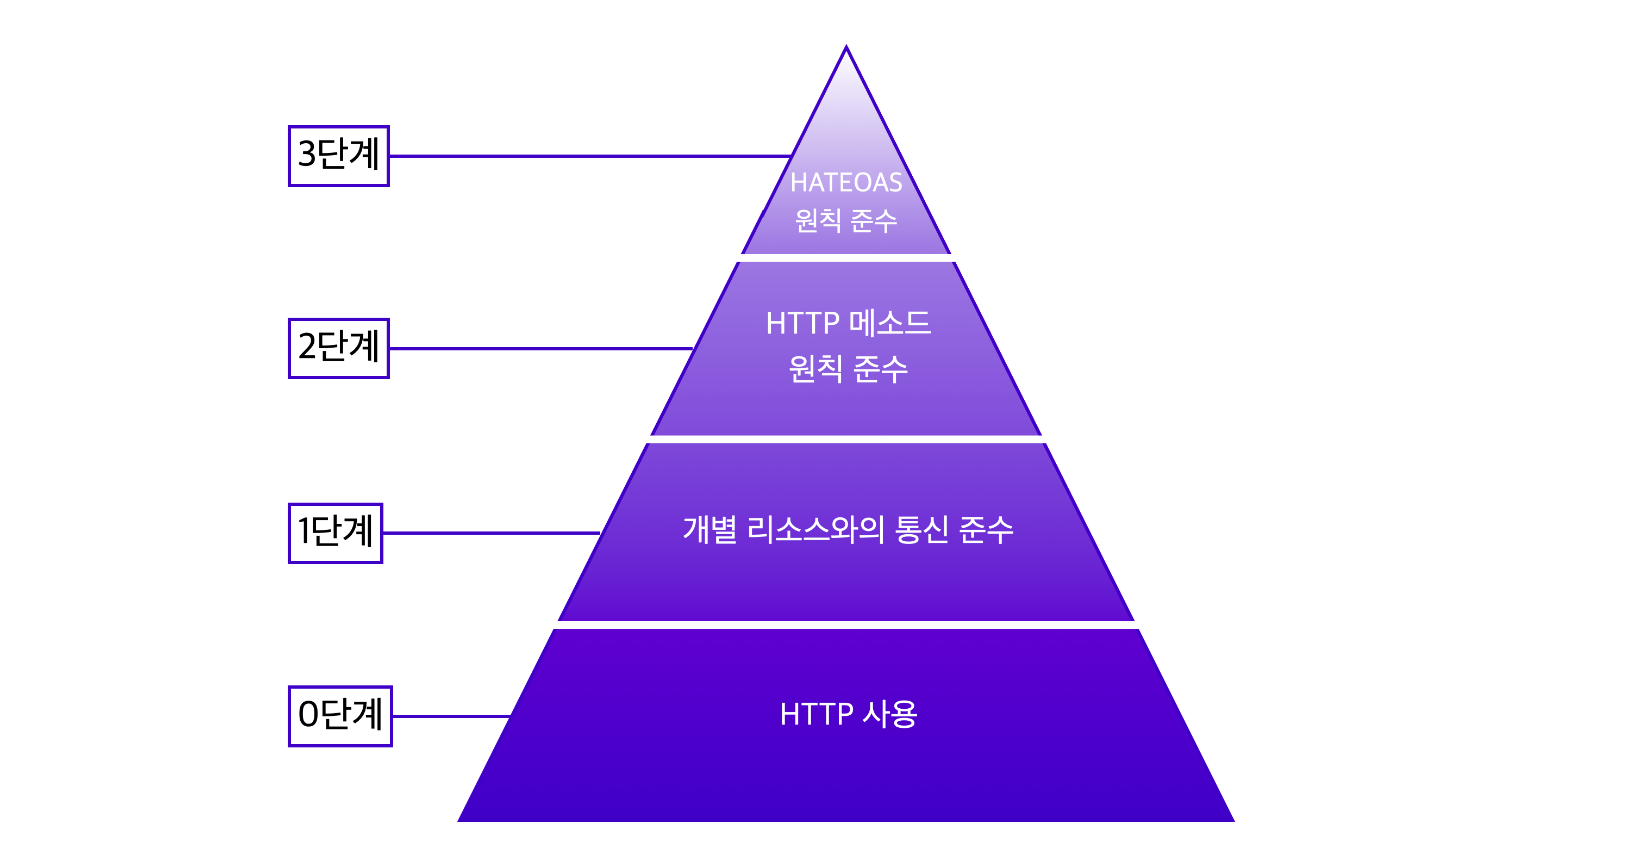 3단계
HATEOAS
원칙 준수
2단계
HTTP 메소드
원칙 준수
1단계
개별 리소스와의 통신 준수
0단계
HTTP 사용